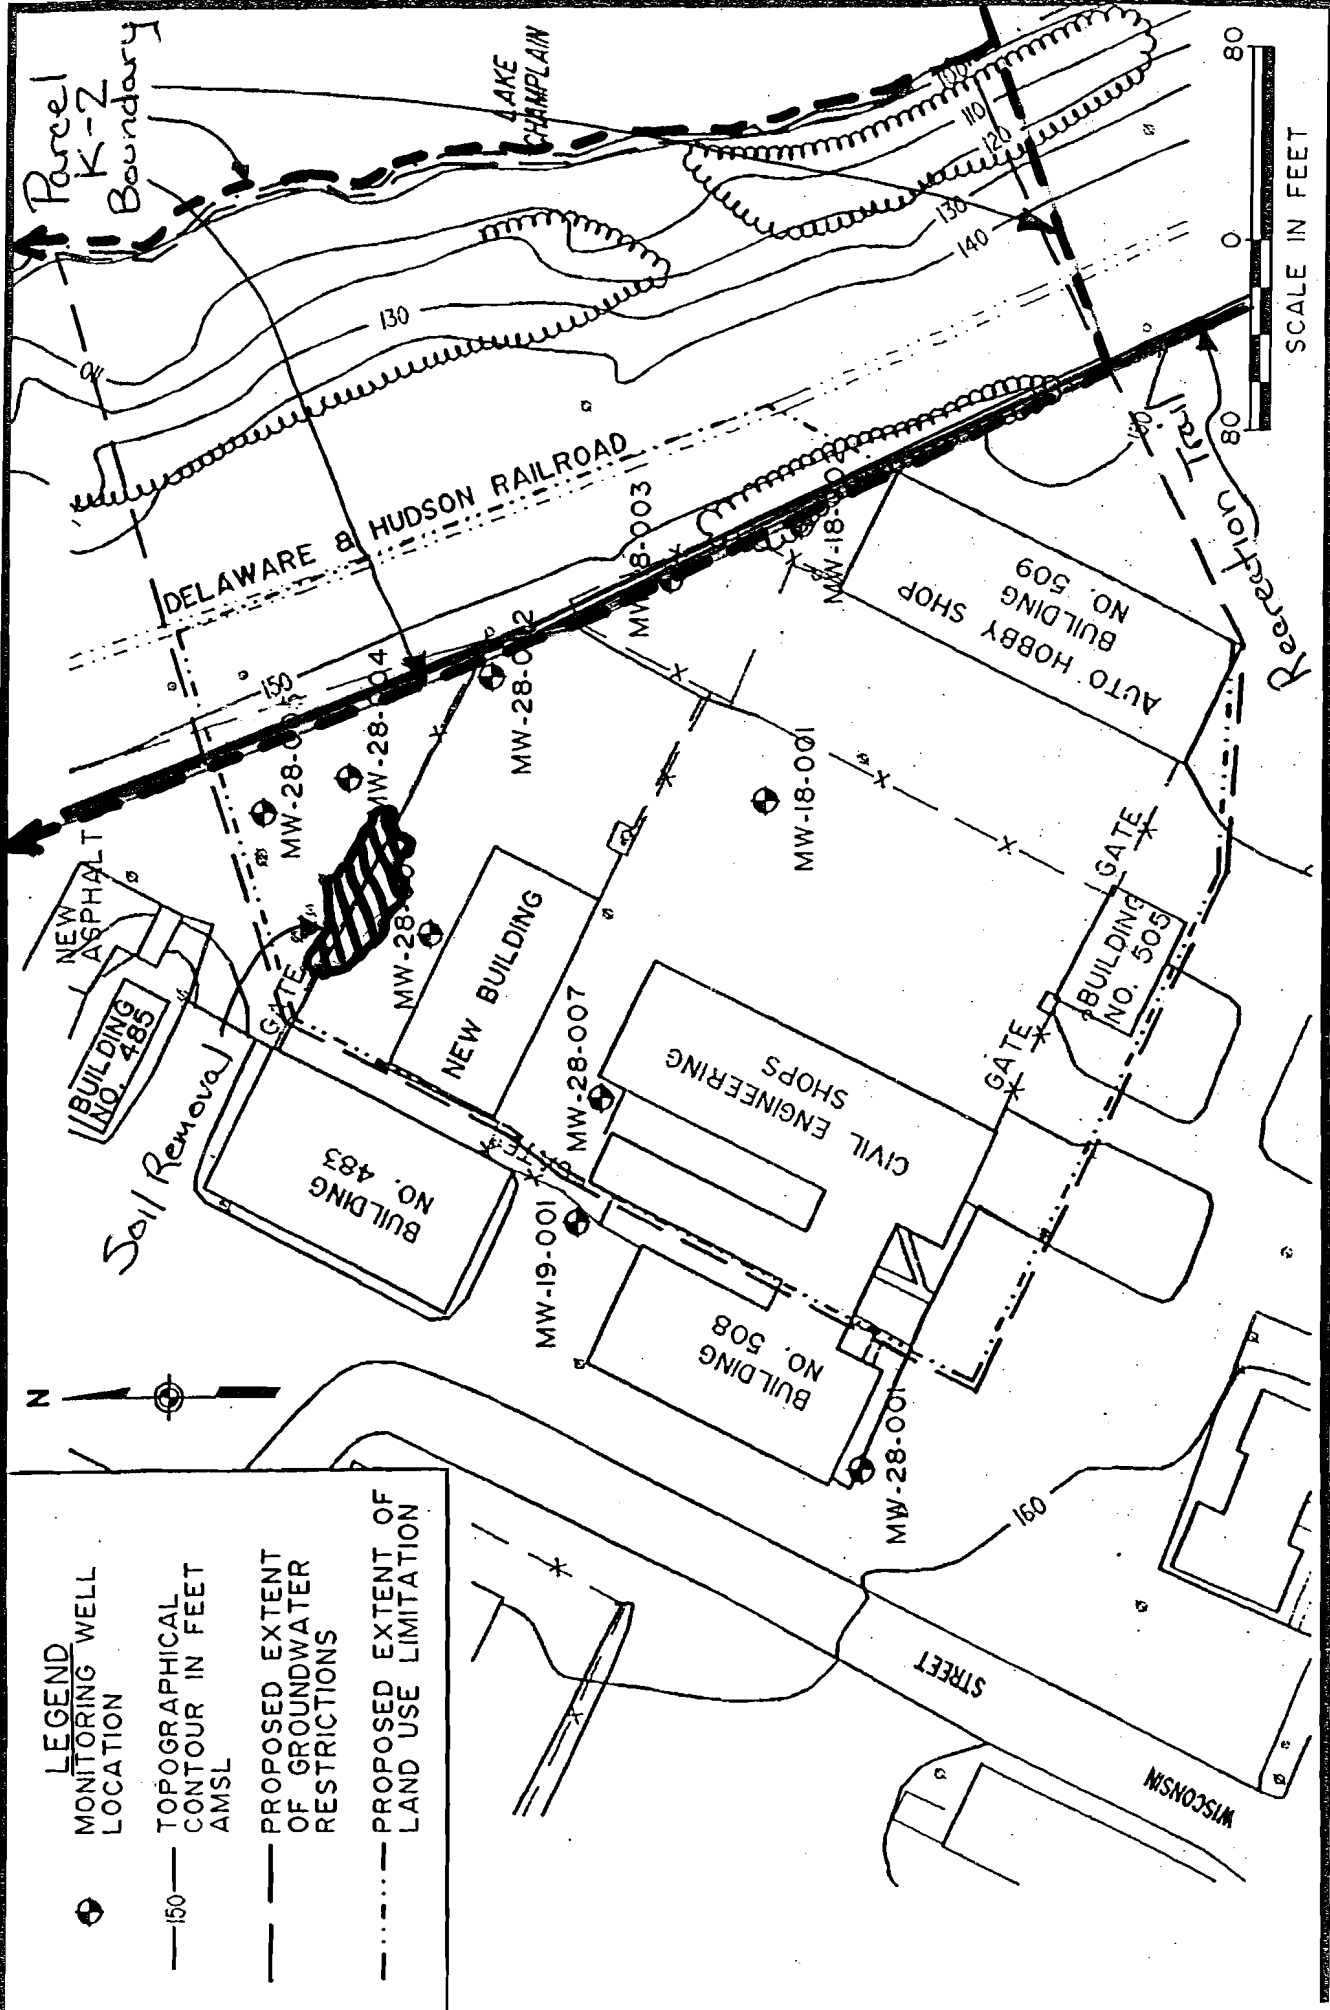 LEGEND
MONITORING WELL
LOCATION
150
TOPOGRAPHICAL
CONTOUR IN FEET
AMSL
PROPOSED EXTENT
OF GROUNDWATER
RESTRICTIONS
PROPOSED EXTENT OF
LAND USE LIMITATION
N
Parcel
K-2
Boundary
LAKE
CHAMPLAIN
Soil Removal
NEW
ASPHALT
BUILDING
NO. 485
GATE
BUILDING
NO. 483
NEW BUILDING
DELAWARE & HUDSON RAILROAD
130
150
MW-28-004
MW-28-002
MW-28-007
MW-19-001
MW-18-001
MW-28-001
CIVIL ENGINEERING
SHOPS
BUILDING
NO. 508
AUTO HOBBY SHOP
BUILDING
NO. 509
GATE
BUILDING
NO. 505
GATE
100
110
120
130
140
160
WISCONSIN
STREET
Recreation Trail
80
0
80
SCALE IN FEET